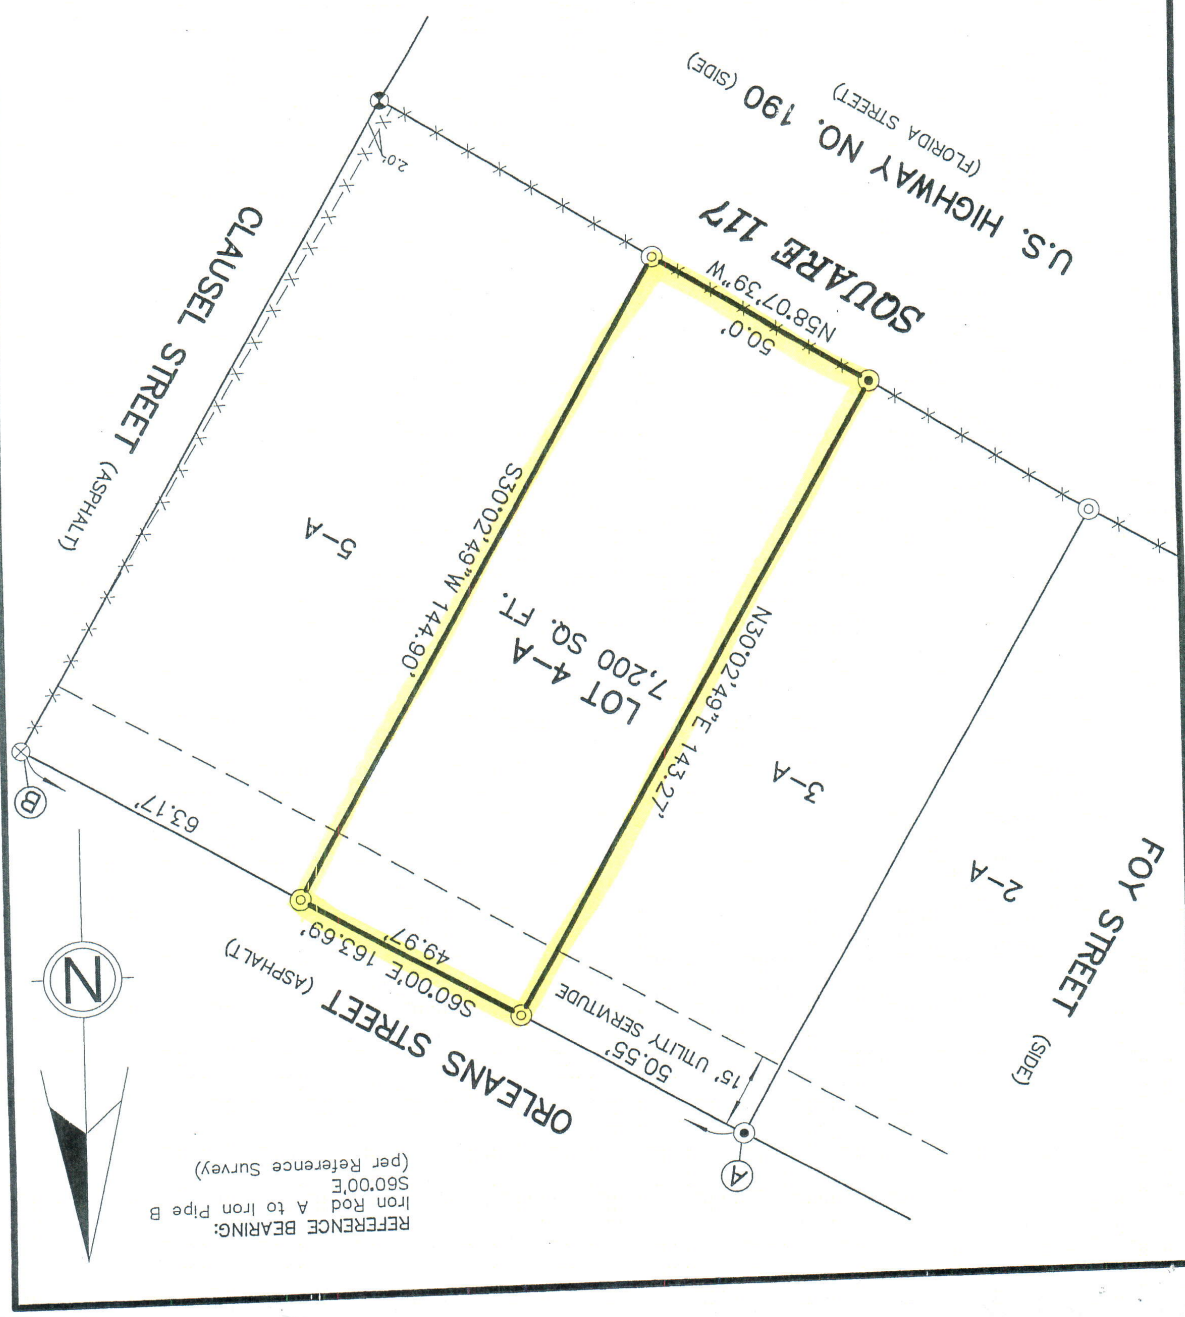 REFERENCE BEARING:
Iron Rod A to Iron Pipe B
S60°00'E
(per Reference Survey)
A
ORLEANS STREET (ASPHALT)
15' UTILITY SERVITUDE
50.55'
S60°00'E 163.69'
49.97'
N
63.17'
B
FOY STREET (SIDE)
2-A
3-A
N30°02'49"E 143.27'
LOT 4-A
7,200 SQ. FT.
S30°02'49"W 144.90'
5-A
CLAUSEL STREET (ASPHALT)
50.0'
N58°07'39"W
SQUARE 117
2.0'
U.S. HIGHWAY NO. 190 (SIDE)
(FLORIDA STREET)